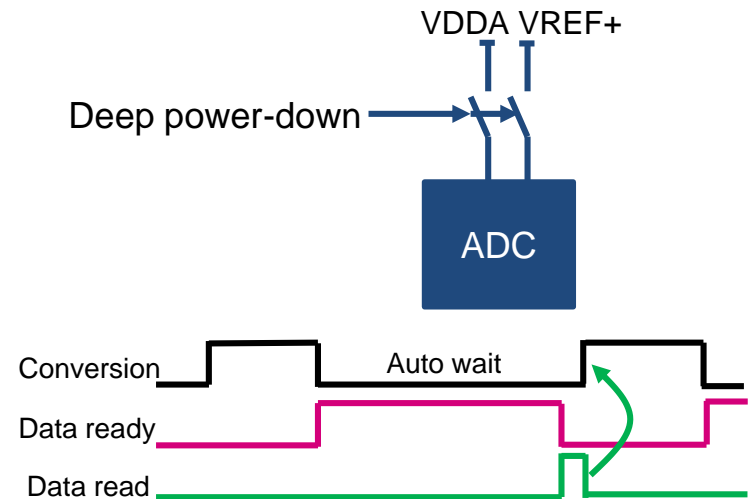 VDDA VREF+
Deep power-down
ADC
Conversion
Auto wait
Data ready
Data read